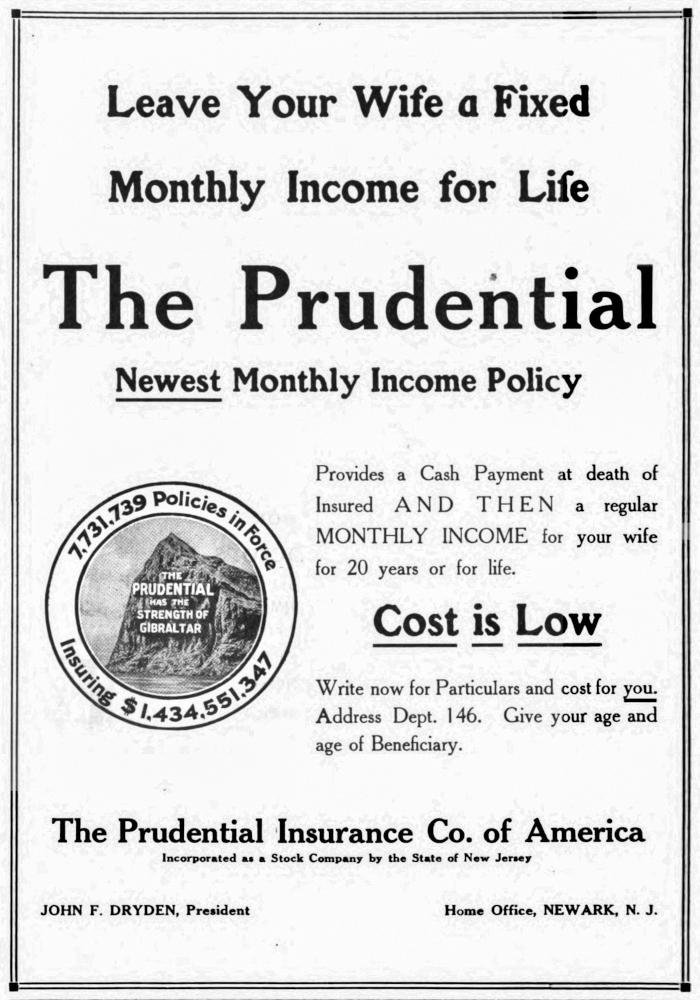 Leave Your Wife a Fixed
Monthly Income for Life
The Prudential
Newest Monthly Income Policy
7,731,739 Policies in Force
THE
PRUDENTIAL
HAS THE
STRENGTH OF
GIBRALTAR
Insuring $1,434,551,347
Provides a Cash Payment at death of
Insured AND THEN a regular
MONTHLY INCOME for your wife
for 20 years or for life.
Cost is Low
Write now for Particulars and cost for you.
Address Dept. 146. Give your age and
age of Beneficiary.
The Prudential Insurance Co. of America
Incorporated as a Stock Company by the State of New Jersey
JOHN F. DRYDEN, President
Home Office, NEWARK, N. J.